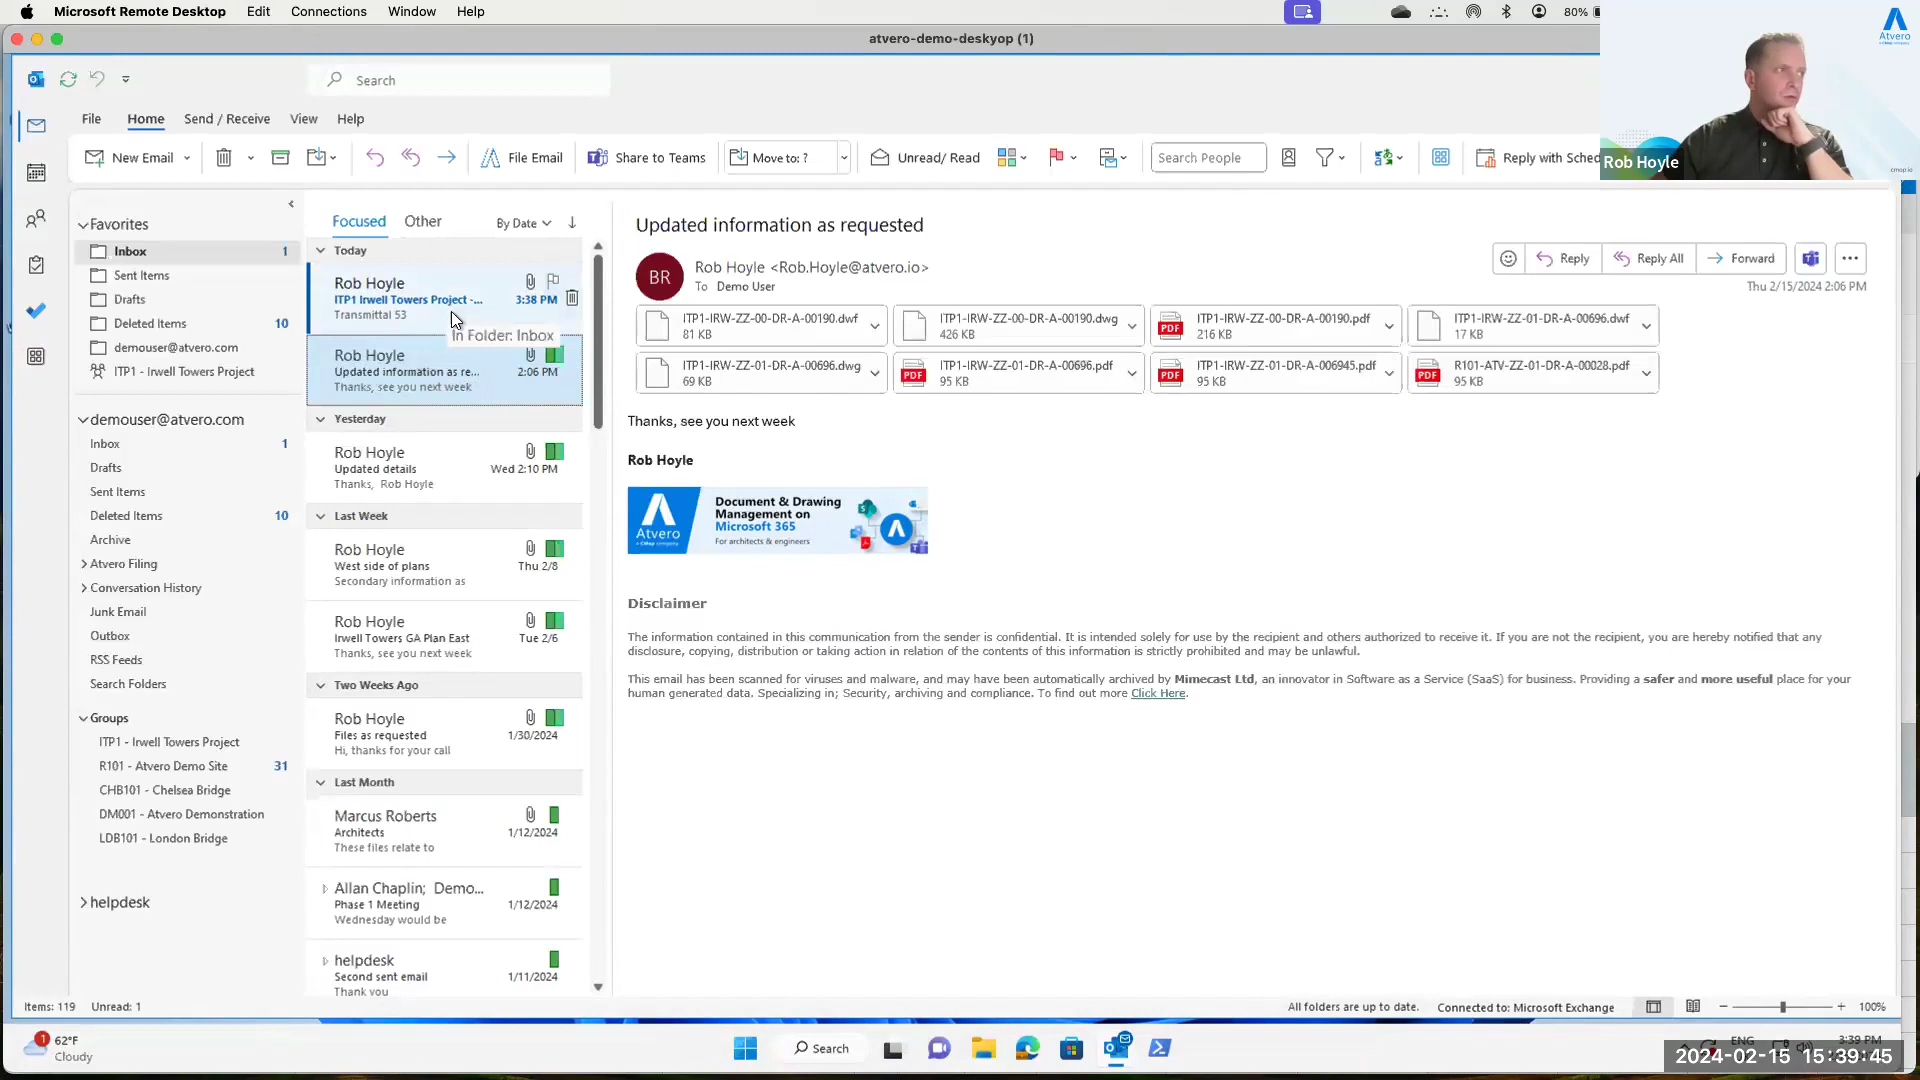 Microsoft Remote Desktop Edit Connections Window Help 80%
atvero-demo-deskyop (1)
Atvero
a cmap company
Search
File Home Send / Receive View Help
New Email File Email Share to Teams Move to: ? Unread/ Read Search People Reply with Sched
Rob Hoyle
cmap.io
Favorites
Inbox 1
Sent Items
Drafts
Deleted Items 10
demouser@atvero.com
ITP1 - Irwell Towers Project
demouser@atvero.com
Inbox 1
Drafts
Sent Items
Deleted Items 10
Archive
Atvero Filing
Conversation History
Junk Email
Outbox
RSS Feeds
Search Folders
Groups
ITP1 - Irwell Towers Project
R101 - Atvero Demo Site 31
CHB101 - Chelsea Bridge
DM001 - Atvero Demonstration
LDB101 - London Bridge
helpdesk
Focused Other By Date
Today
Rob Hoyle
ITP1 Irwell Towers Project -... 3:38 PM
Transmittal 53
In Folder: Inbox
Rob Hoyle
Updated information as re... 2:06 PM
Thanks, see you next week
Yesterday
Rob Hoyle
Updated details Wed 2:10 PM
Thanks, Rob Hoyle
Last Week
Rob Hoyle
West side of plans Thu 2/8
Secondary information as
Rob Hoyle
Irwell Towers GA Plan East Tue 2/6
Thanks, see you next week
Two Weeks Ago
Rob Hoyle
Files as requested 1/30/2024
Hi, thanks for your call
Last Month
Marcus Roberts
Architects 1/12/2024
These files relate to
Allan Chaplin; Demo...
Phase 1 Meeting 1/12/2024
Wednesday would be
helpdesk
Second sent email 1/11/2024
Thank you
Updated information as requested
BR
Rob Hoyle <Rob.Hoyle@atvero.io>
To Demo User
Reply Reply All Forward
Thu 2/15/2024 2:06 PM
ITP1-IRW-ZZ-00-DR-A-00190.dwf
81 KB
ITP1-IRW-ZZ-00-DR-A-00190.dwg
426 KB
PDF
ITP1-IRW-ZZ-00-DR-A-00190.pdf
216 KB
ITP1-IRW-ZZ-01-DR-A-00696.dwf
17 KB
ITP1-IRW-ZZ-01-DR-A-00696.dwg
69 KB
PDF
ITP1-IRW-ZZ-01-DR-A-00696.pdf
95 KB
PDF
ITP1-IRW-ZZ-01-DR-A-006945.pdf
95 KB
PDF
R101-ATV-ZZ-01-DR-A-00028.pdf
95 KB
Thanks, see you next week
Rob Hoyle
Atvero
a cmap company
Document & Drawing
Management on
Microsoft 365
For architects & engineers
Disclaimer
The information contained in this communication from the sender is confidential. It is intended solely for use by the recipient and others authorized to receive it. If you are not the recipient, you are hereby notified that any
disclosure, copying, distribution or taking action in relation of the contents of this information is strictly prohibited and may be unlawful.
This email has been scanned for viruses and malware, and may have been automatically archived by Mimecast Ltd, an innovator in Software as a Service (SaaS) for business. Providing a safer and more useful place for your
human generated data. Specializing in; Security, archiving and compliance. To find out more Click Here.
Items: 119 Unread: 1
All folders are up to date. Connected to: Microsoft Exchange 100%
1
62°F
Cloudy
Search
ENG
3:39 PM
2024-02-15 15:39:45